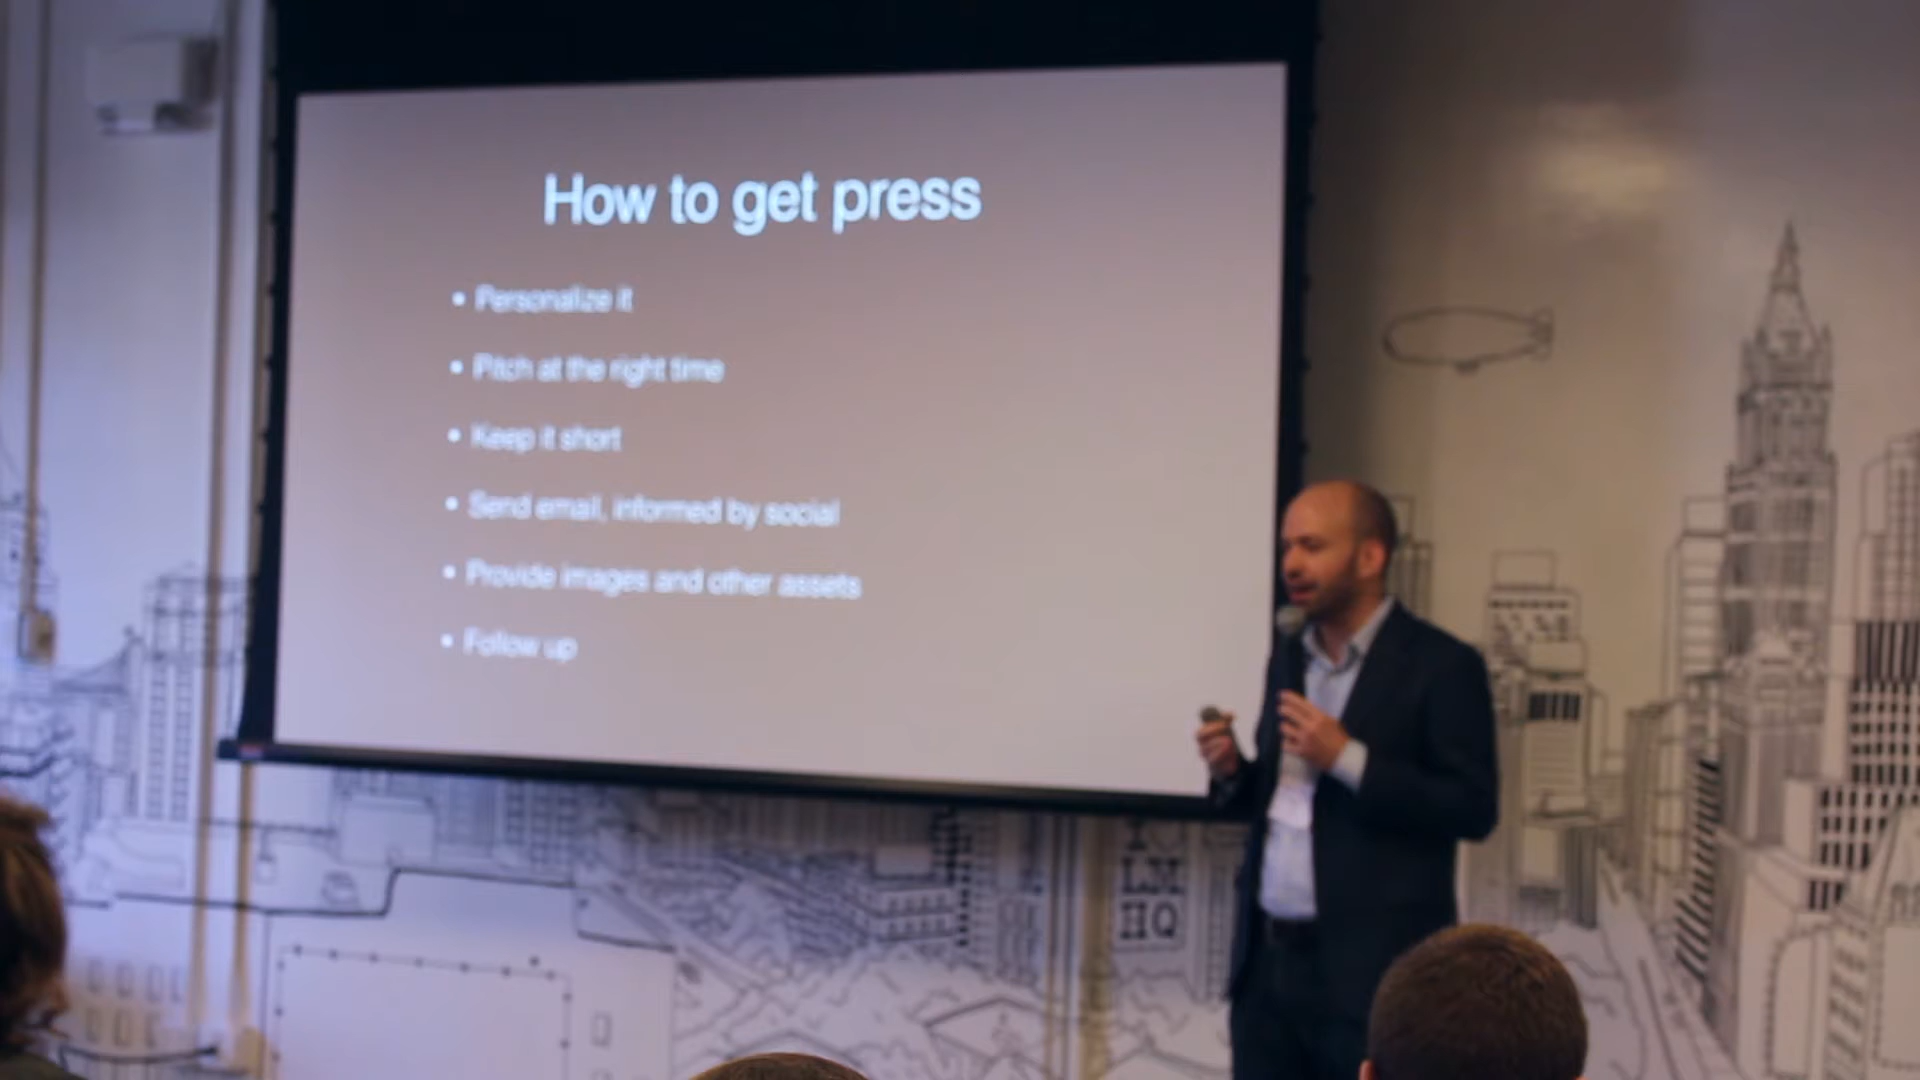 How to get press
• Personalize it
• Pitch at the right time
• Keep it short
• Send email, informed by social
• Provide images and other assets
• Follow up
HQ